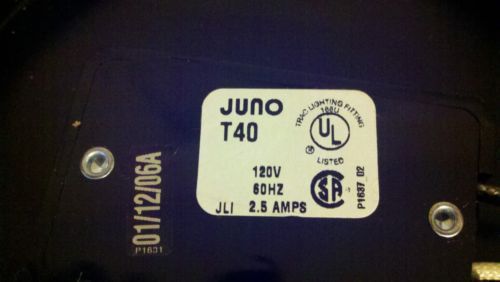 JUNO
T40
120V
60HZ
JLI 2.5 AMPS
TRAC LIGHTING FITTING
UL
®
LISTED
SA
P1637 02
01/12/06A
P1631